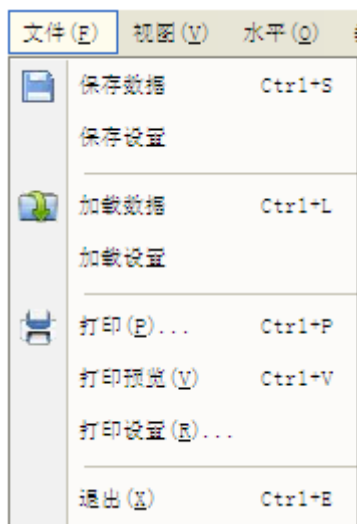 文件(F) 视图(V) 水平(O)
保存数据 Ctrl+S
保存设置
加载数据 Ctrl+L
加载设置
打印(P)... Ctrl+P
打印预览(V) Ctrl+V
打印设置(R)...
退出(X) Ctrl+E